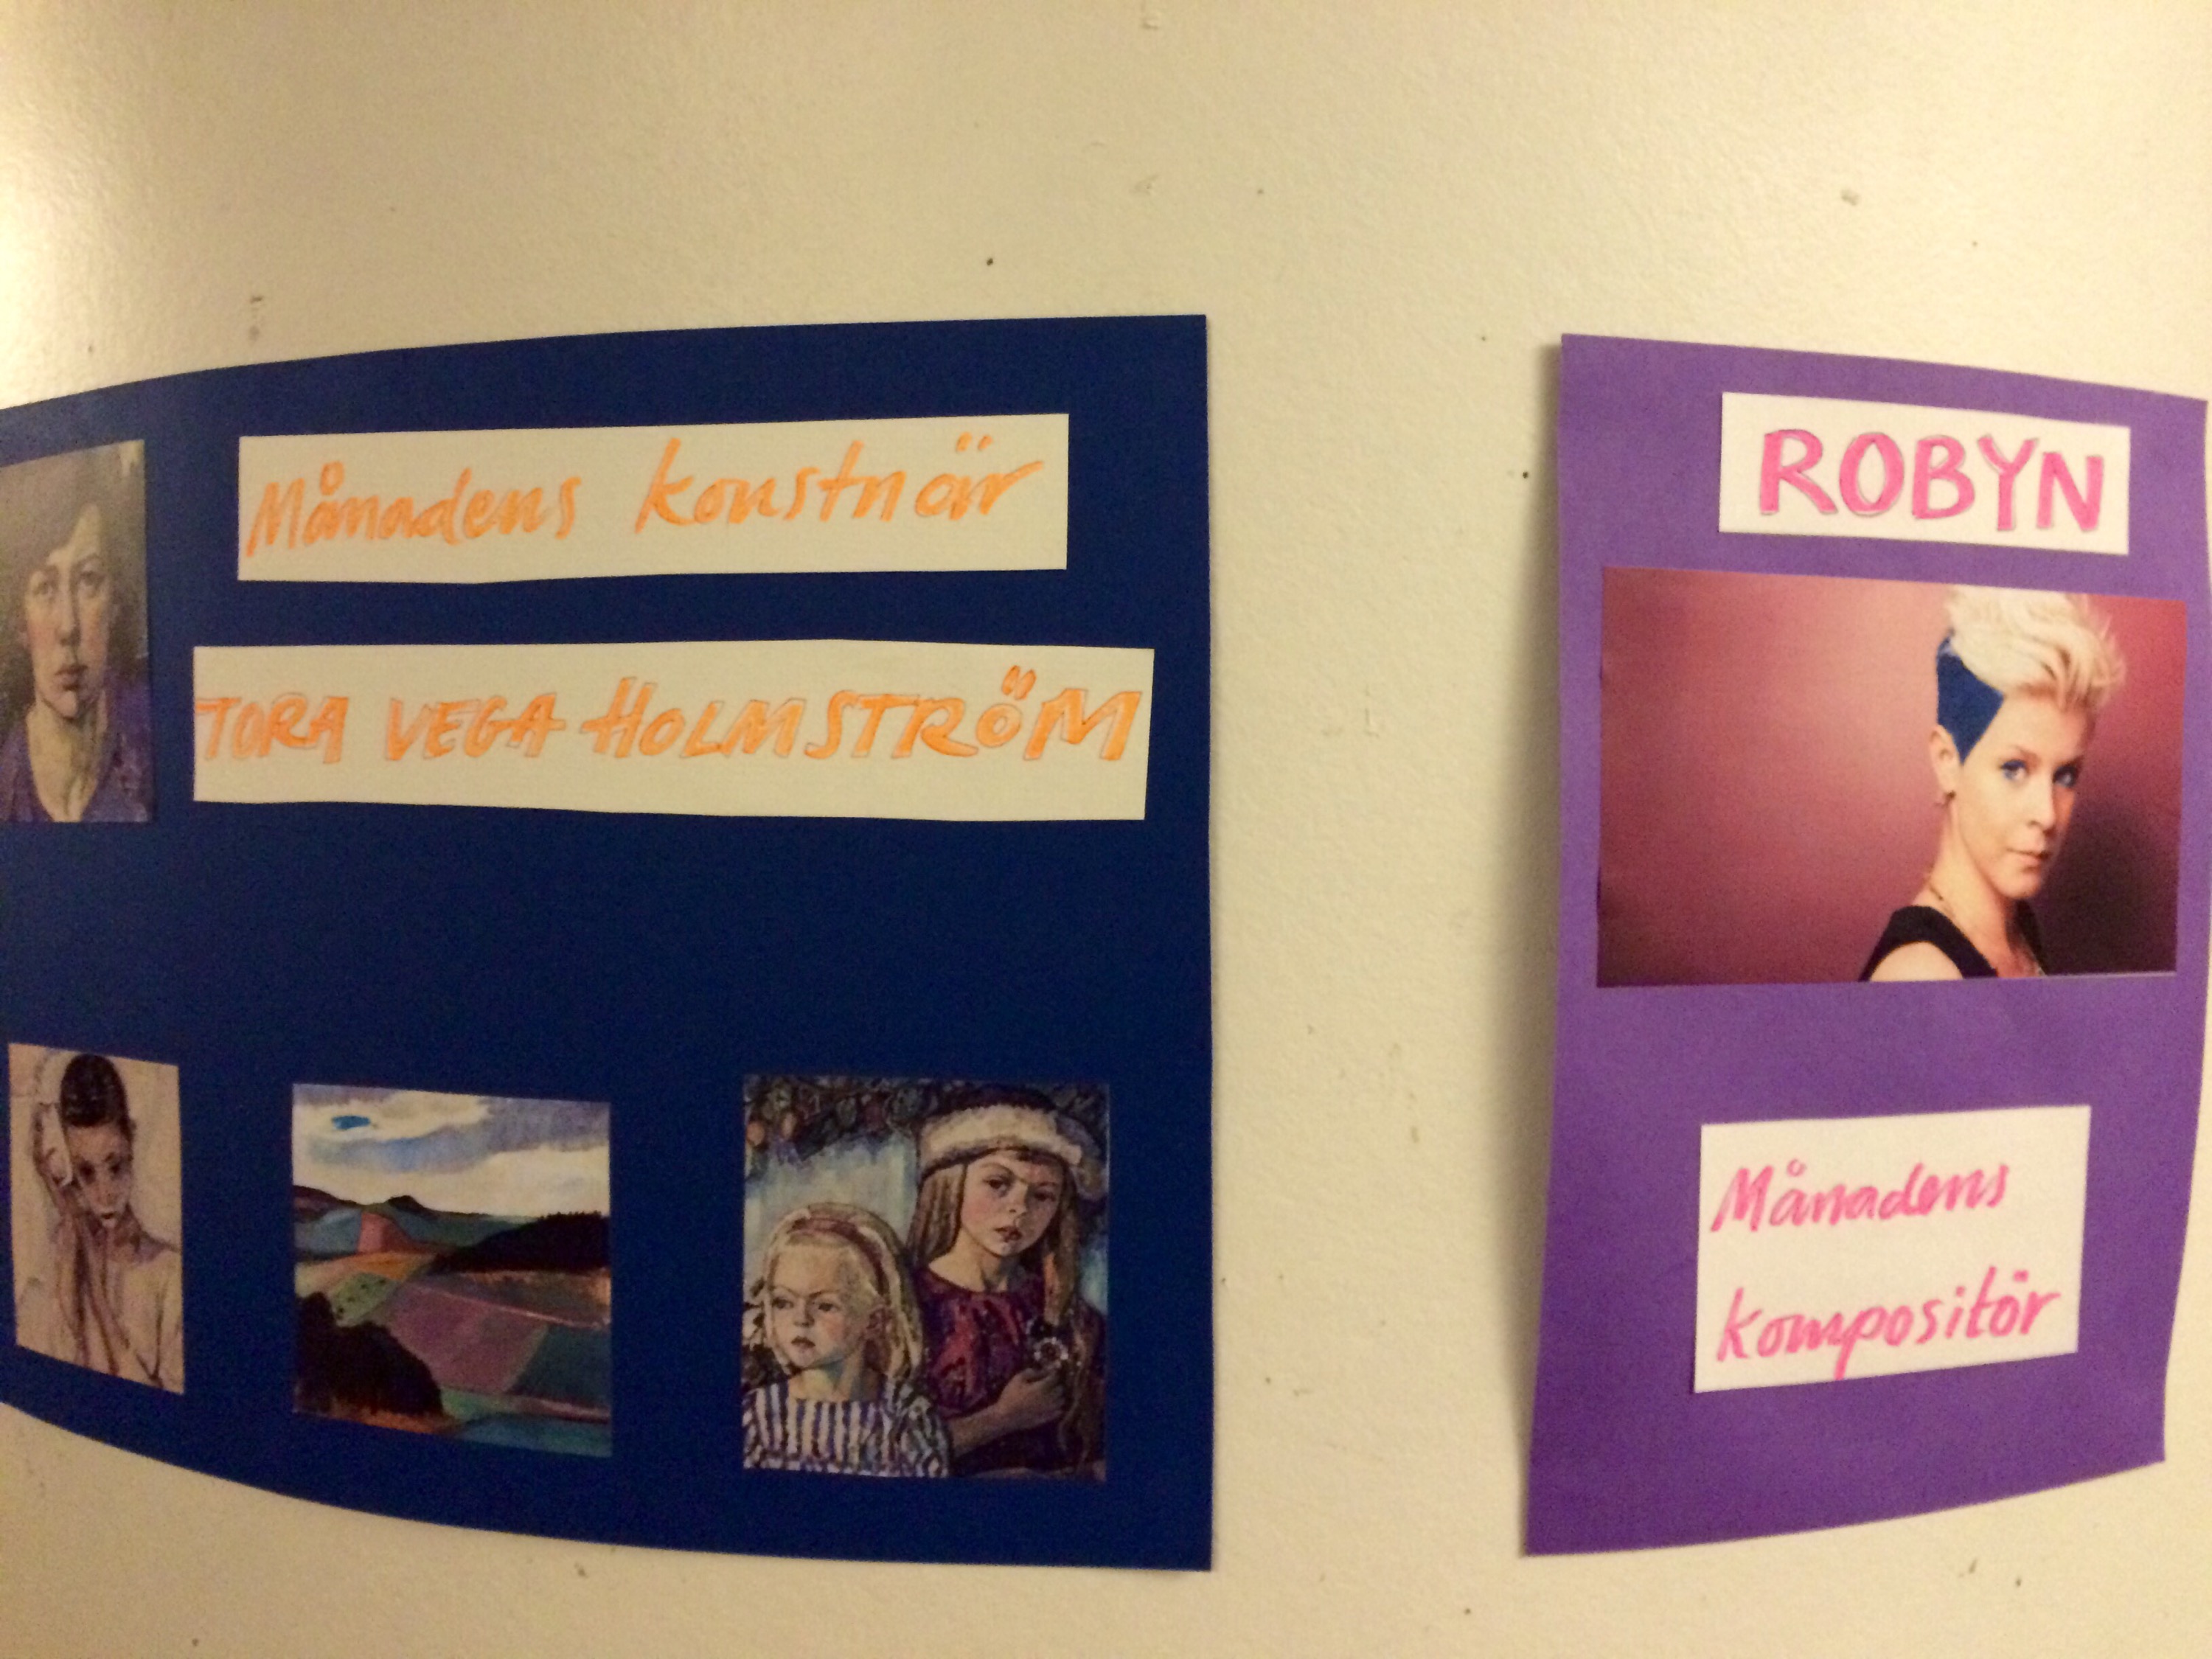 Månadens konstnär
TORA VEGA HOLMSTRÖM
ROBYN
Månadens
kompositör